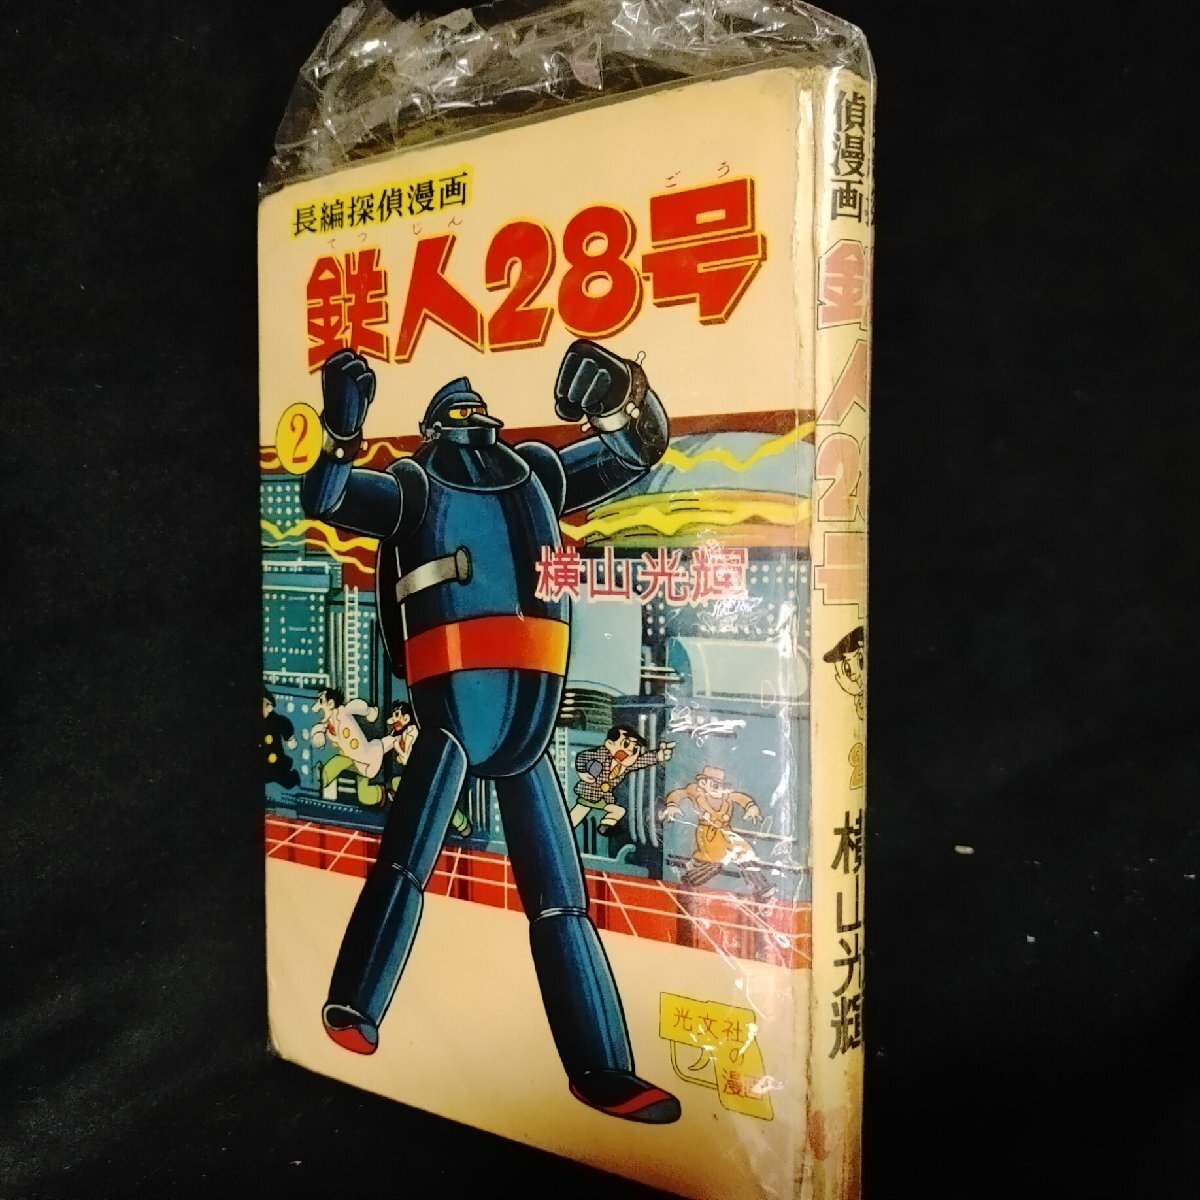 長編探偵漫画
てつじん
ごう
鉄人28号
2
横山光輝
光文社
の
漫画
偵漫画
鉄人28号
2
横山光輝